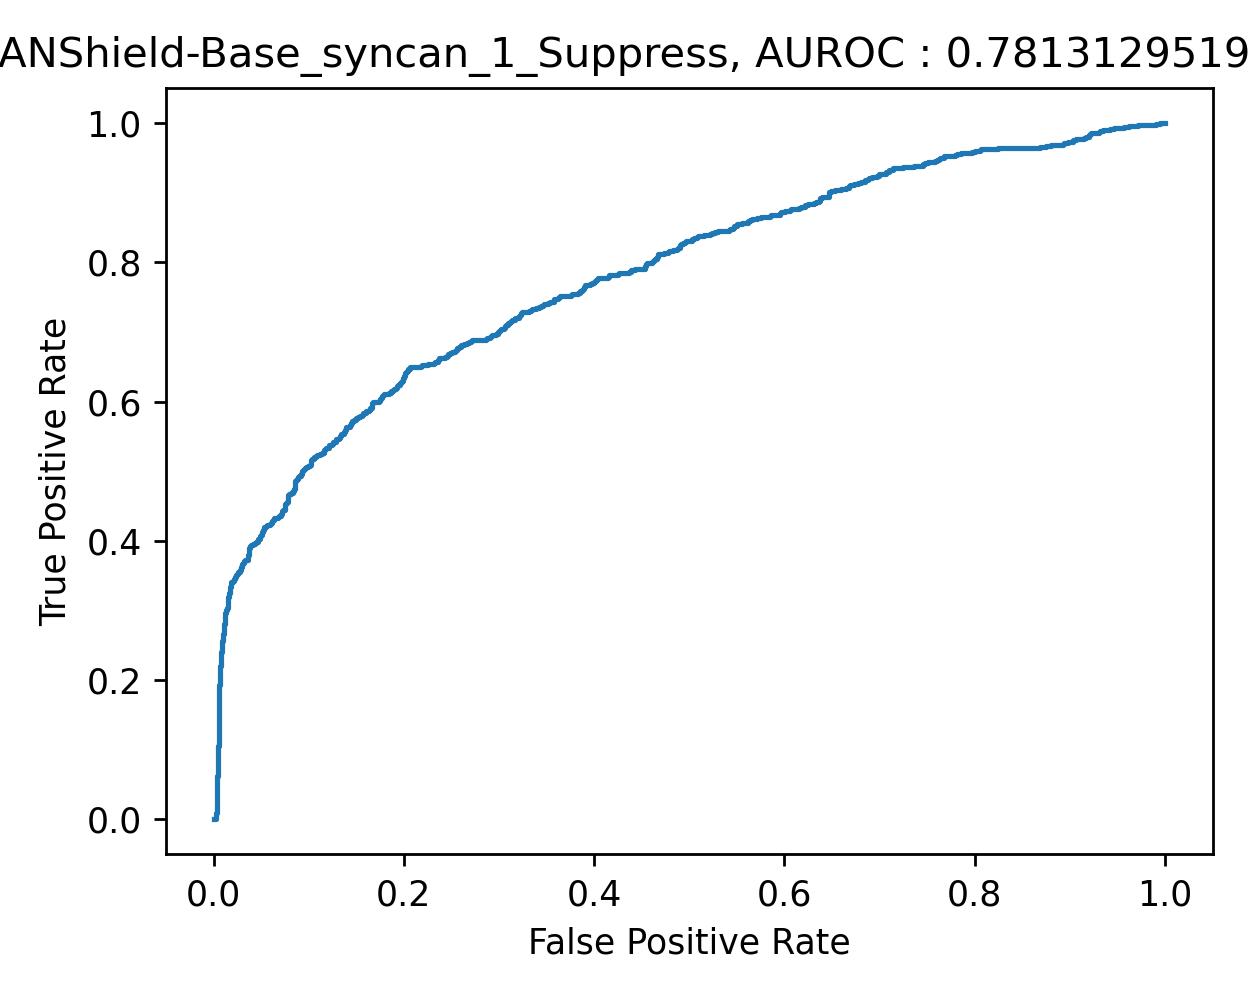 ANShield-Base_syncan_1_Suppress, AUROC : 0.7813129519
1.0
0.8
0.6
0.4
0.2
0.0
True Positive Rate
0.0 0.2 0.4 0.6 0.8 1.0
False Positive Rate